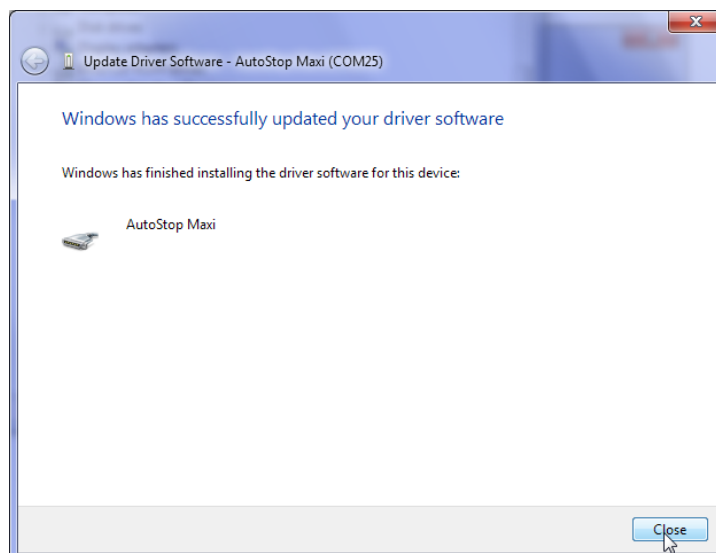 Update Driver Software - AutoStop Maxi (COM25)
Windows has successfully updated your driver software
Windows has finished installing the driver software for this device:
AutoStop Maxi
Close